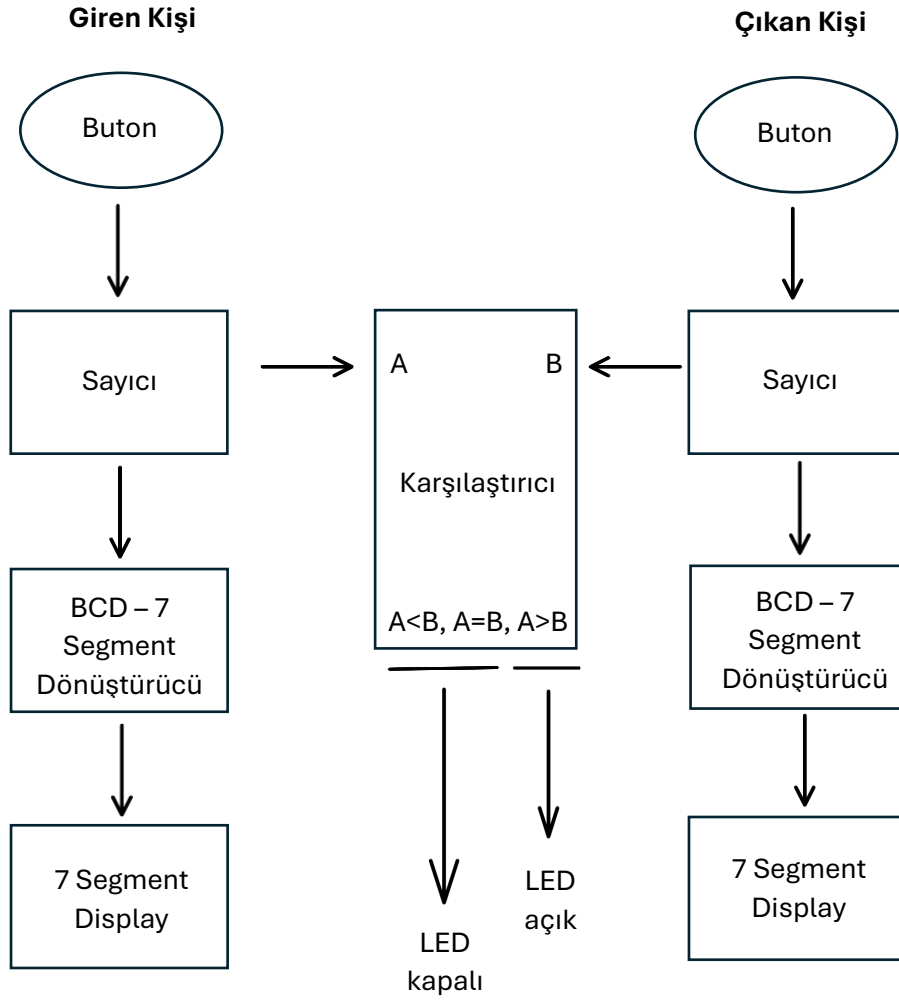 Giren Kişi
Çıkan Kişi
Buton
Buton
Sayıcı
A
B
Sayıcı
Karşılaştırıcı
A<B, A=B, A>B
BCD – 7
Segment
Dönüştürücü
BCD – 7
Segment
Dönüştürücü
7 Segment
Display
LED
açık
LED
kapalı
7 Segment
Display